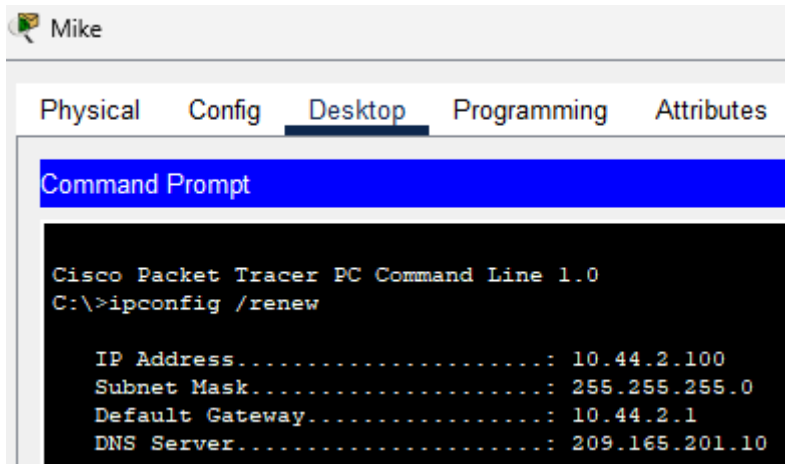 Mike
Physical Config Desktop Programming Attributes
Command Prompt
Cisco Packet Tracer PC Command Line 1.0
C:\>ipconfig /renew
IP Address......................: 10.44.2.100
Subnet Mask.....................: 255.255.255.0
Default Gateway.................: 10.44.2.1
DNS Server......................: 209.165.201.10